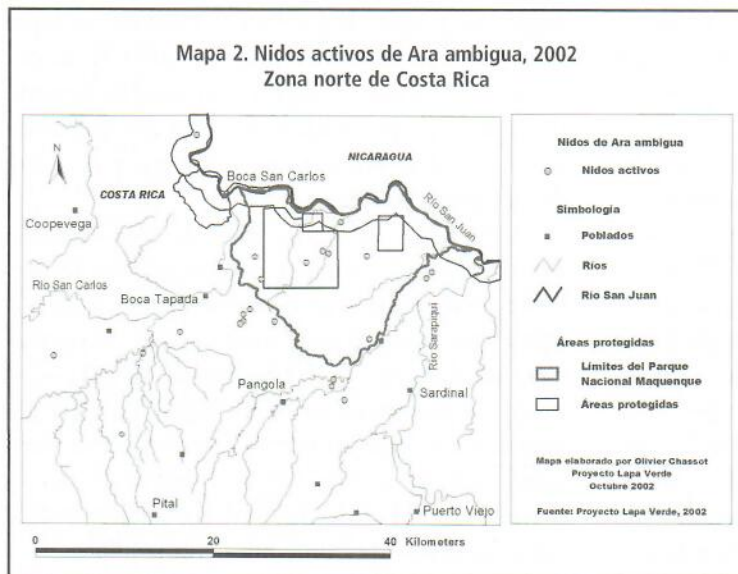 Mapa 2. Nidos activos de Ara ambigua, 2002
Zona norte de Costa Rica
N
NICARAGUA
COSTA RICA
Boca San Carlos
Río San Juan
Coopevega
Río San Carlos
Boca Tapada
Río Sarapiquí
Pangola
Sardinal
Pital
Puerto Viejo
0 20 40 Kilometers
Nidos de Ara ambigua
Nidos activos
Simbología
Poblados
Ríos
Río San Juan
Áreas protegidas
Límites del Parque
Nacional Maquenque
Áreas protegidas
Mapa elaborado por Olivier Chassot
Proyecto Lapa Verde
Octubre 2002
Fuente: Proyecto Lapa Verde, 2002